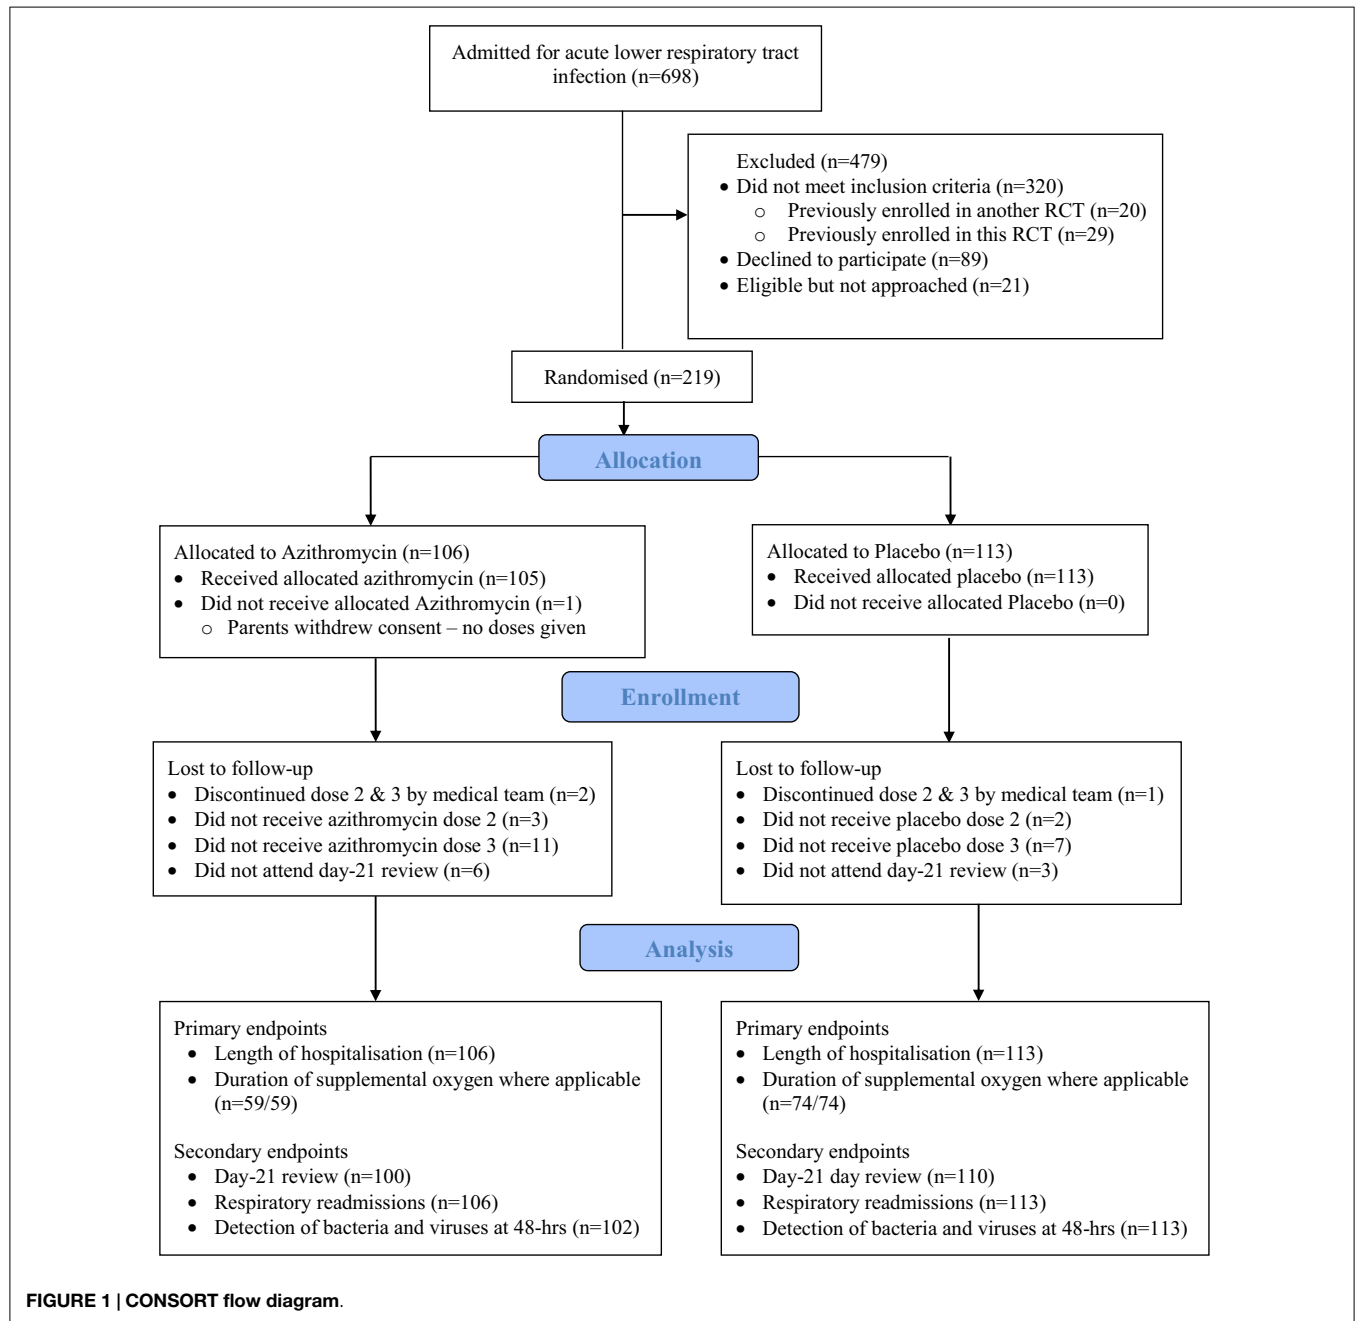 Admitted for acute lower respiratory tract
infection (n=698)
Excluded (n=479)
• Did not meet inclusion criteria (n=320)
o Previously enrolled in another RCT (n=20)
o Previously enrolled in this RCT (n=29)
• Declined to participate (n=89)
• Eligible but not approached (n=21)
Randomised (n=219)
Allocation
Allocated to Azithromycin (n=106)
• Received allocated azithromycin (n=105)
• Did not receive allocated Azithromycin (n=1)
o Parents withdrew consent – no doses given
Allocated to Placebo (n=113)
• Received allocated placebo (n=113)
• Did not receive allocated Placebo (n=0)
Enrollment
Lost to follow-up
• Discontinued dose 2 & 3 by medical team (n=2)
• Did not receive azithromycin dose 2 (n=3)
• Did not receive azithromycin dose 3 (n=11)
• Did not attend day-21 review (n=6)
Lost to follow-up
• Discontinued dose 2 & 3 by medical team (n=1)
• Did not receive placebo dose 2 (n=2)
• Did not receive placebo dose 3 (n=7)
• Did not attend day-21 review (n=3)
Analysis
Primary endpoints
• Length of hospitalisation (n=106)
• Duration of supplemental oxygen where applicable
(n=59/59)
Secondary endpoints
• Day-21 review (n=100)
• Respiratory readmissions (n=106)
• Detection of bacteria and viruses at 48-hrs (n=102)
Primary endpoints
• Length of hospitalisation (n=113)
• Duration of supplemental oxygen where applicable
(n=74/74)
Secondary endpoints
• Day-21 day review (n=110)
• Respiratory readmissions (n=113)
• Detection of bacteria and viruses at 48-hrs (n=113)
FIGURE 1 | CONSORT flow diagram.